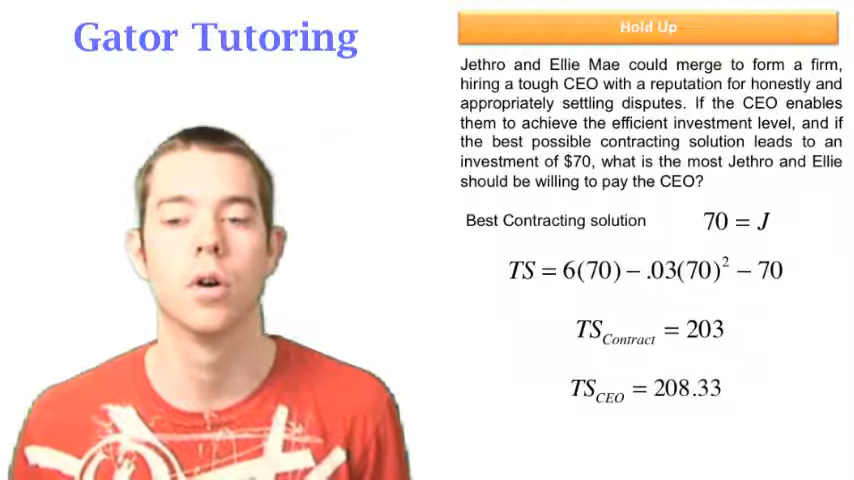 Gator Tutoring
Hold Up
Jethro and Ellie Mae could merge to form a firm,
hiring a tough CEO with a reputation for honestly and
appropriately settling disputes. If the CEO enables
them to achieve the efficient investment level, and if
the best possible contracting solution leads to an
investment of $70, what is the most Jethro and Ellie
should be willing to pay the CEO?
Best Contracting solution 70 = J
TS = 6(70) − .03(70)² − 70
TS_Contract = 203
TS_CEO = 208.33